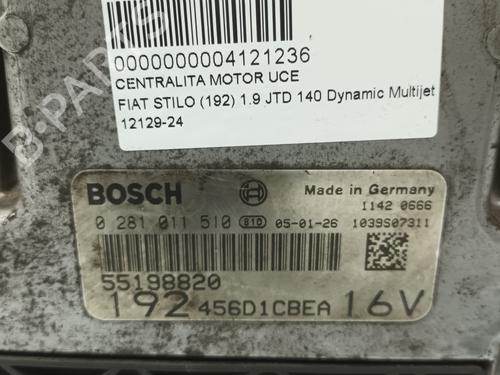 0000000004121236
CENTRALITA MOTOR UCE
FIAT STILO (192) 1.9 JTD 140 Dynamic Multijet
12129-24
BOSCH
Made in Germany
1142 0666
0 281 011 510 810 05-01-26 1039S07311
55198820
192 456D1CBEA 16V